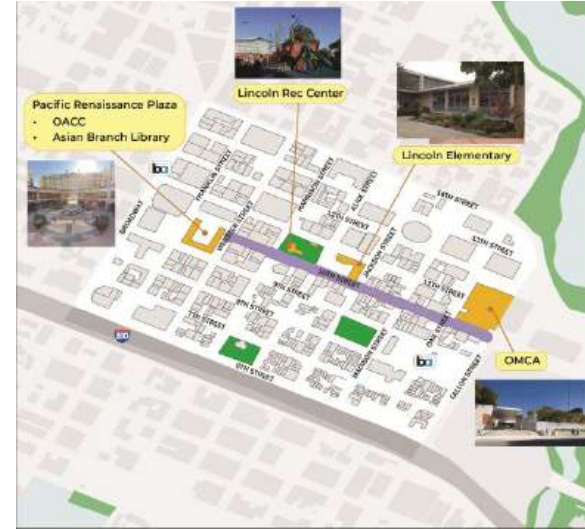 Lincoln Rec Center
Pacific Renaissance Plaza
• OACC
• Asian Branch Library
Lincoln Elementary
14TH STREET
13TH STREET
12TH STREET
11TH STREET
ALICE STREET
HARRISON STREET
FRANKLIN STREET
WEBSTER STREET
BROADWAY
JACKSON STREET
10TH STREET
9TH STREET
8TH STREET
7TH STREET
6TH STREET
MADISON STREET
OAK STREET
FALLON STREET
880
ba
ba
OMCA